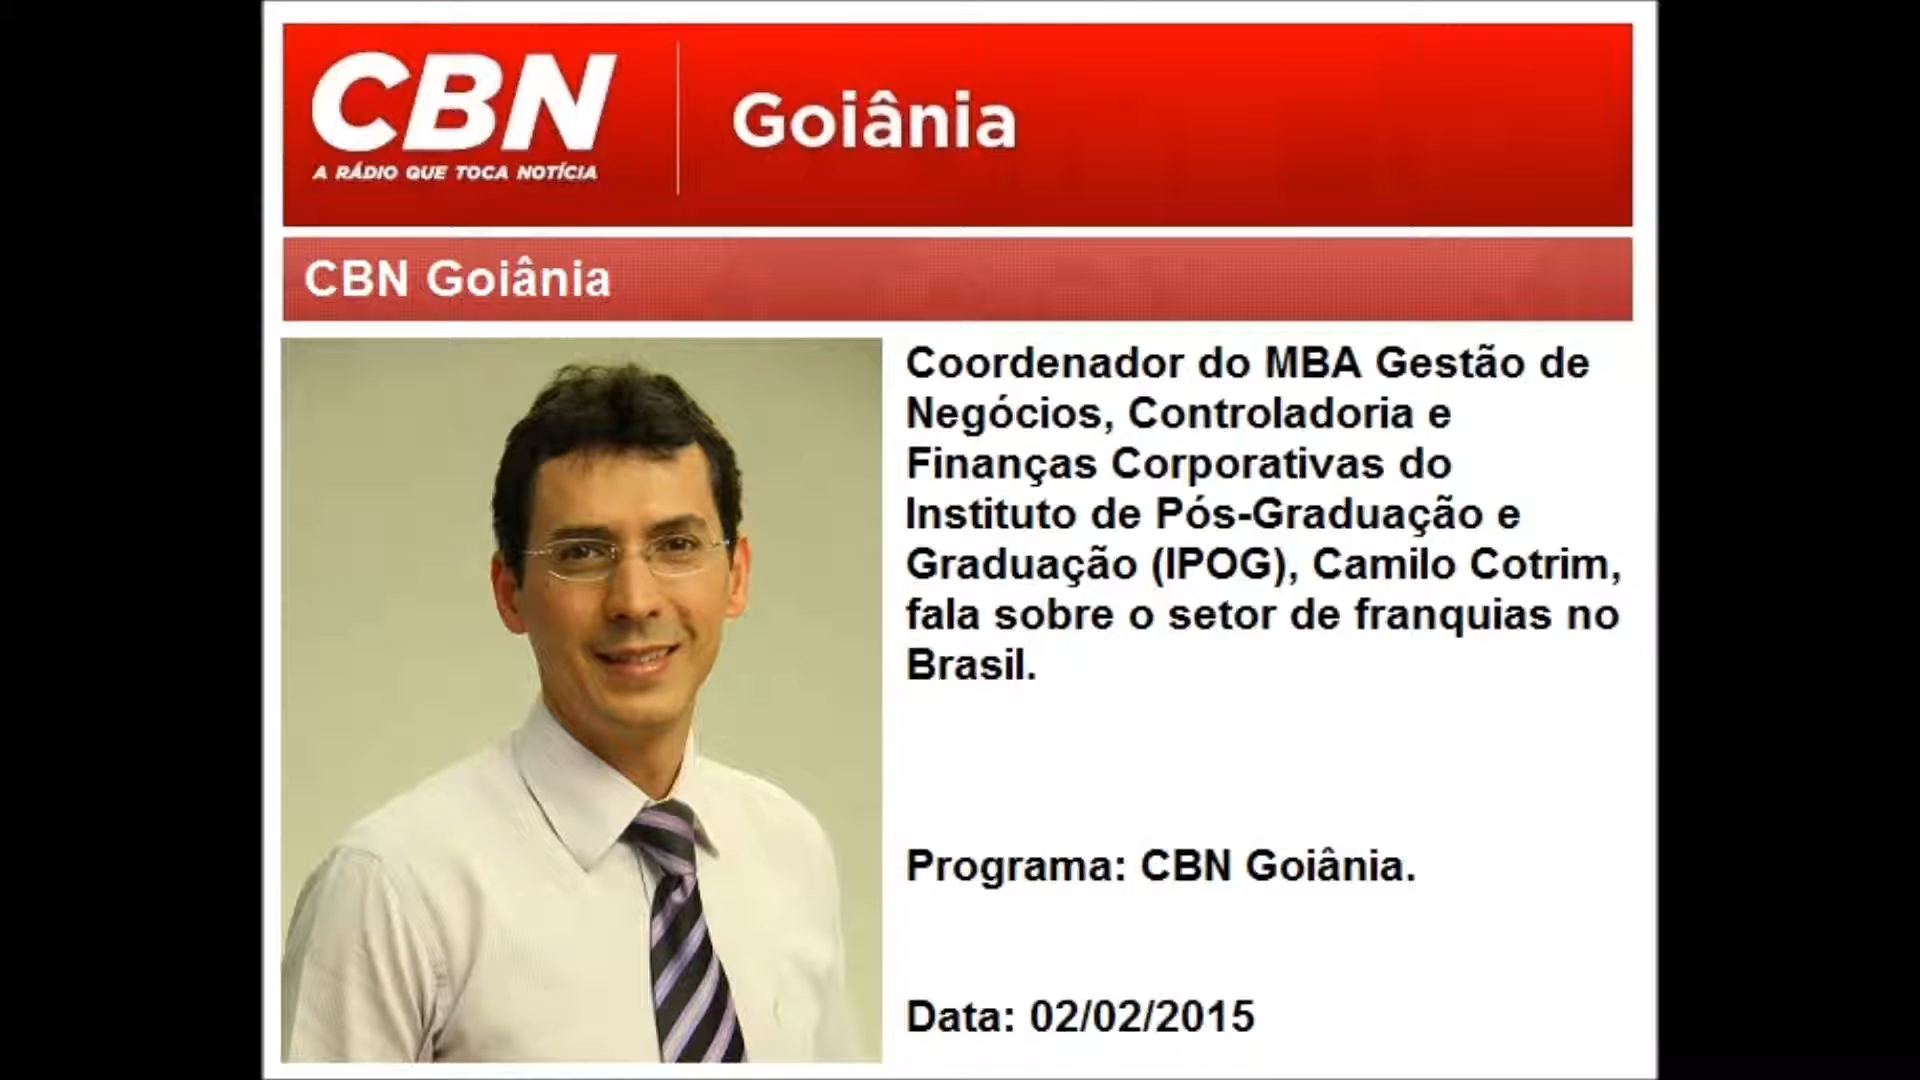 CBN
A RÁDIO QUE TOCA NOTÍCIA
Goiânia
CBN Goiânia
Coordenador do MBA Gestão de
Negócios, Controladoria e
Finanças Corporativas do
Instituto de Pós-Graduação e
Graduação (IPOG), Camilo Cotrim,
fala sobre o setor de franquias no
Brasil.
Programa: CBN Goiânia.
Data: 02/02/2015